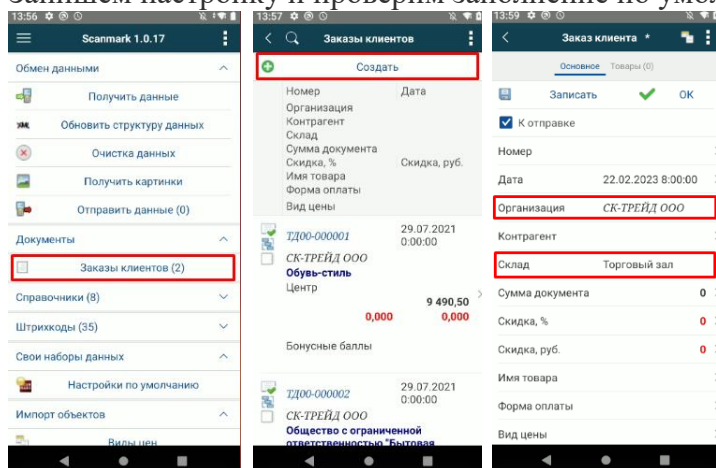 Запишем настройку и проверим заполнение по умол
13:56
Scanmark 1.0.17
Обмен данными
Получить данные
XML Обновить структуру данных
Очистка данных
Получить картинки
Отправить данные (0)
Документы
Заказы клиентов (2)
Справочники (8)
Штрихкоды (35)
Свои наборы данных
Настройки по умолчанию
Импорт объектов
Виды цен
13:57
Заказы клиентов
Создать
Номер Дата
Организация
Контрагент
Склад
Сумма документа
Скидка, % Скидка, руб.
Имя товара
Форма оплаты
Вид цены
ТД00-000001 29.07.2021
0:00:00
СК-ТРЕЙД ООО
Обувь-стиль
Центр
9 490,50
0,000 0,000
Бонусные баллы
ТД00-000002 29.07.2021
0:00:00
СК-ТРЕЙД ООО
Общество с ограниченной
ответственностью "Бытовая
13:59
Заказ клиента *
Основное Товары (0)
Записать OK
К отправке
Номер
Дата 22.02.2023 8:00:00
Организация СК-ТРЕЙД ООО
Контрагент
Склад Торговый зал
Сумма документа 0
Скидка, % 0
Скидка, руб. 0
Имя товара
Форма оплаты
Вид цены